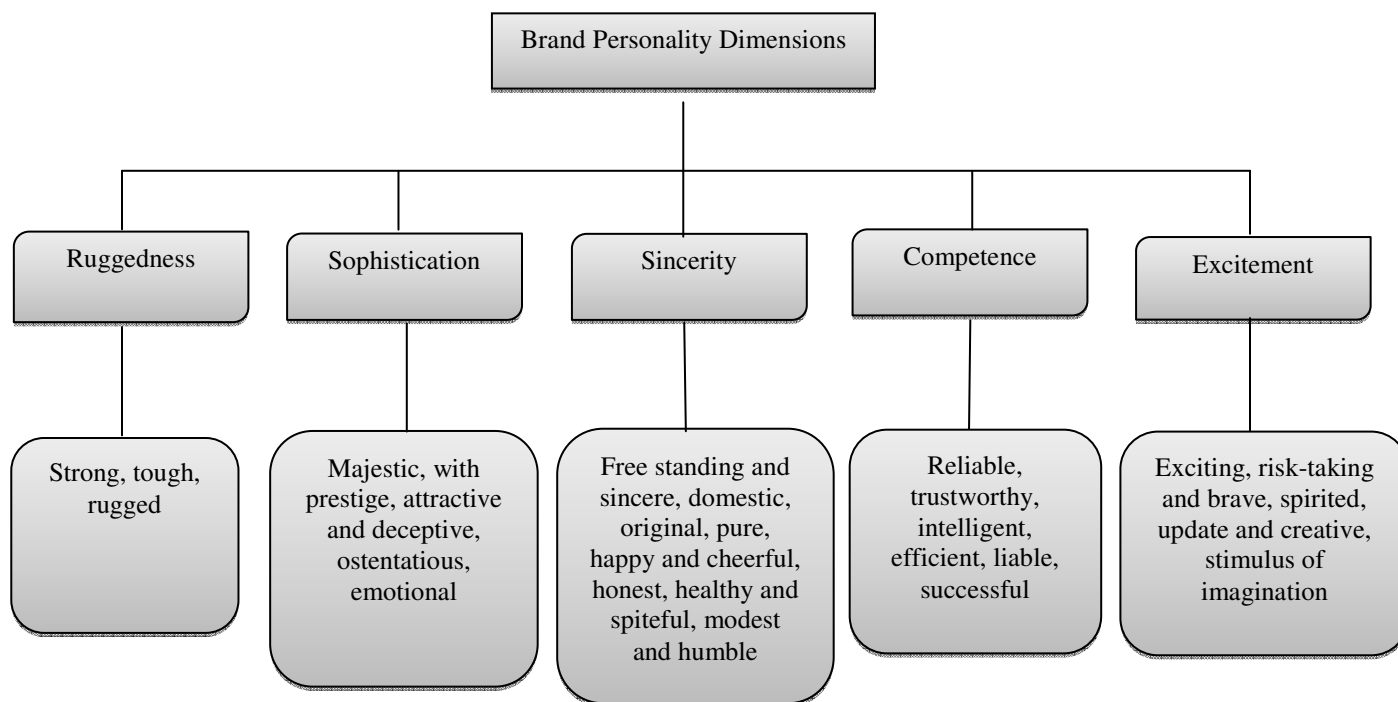 Brand Personality Dimensions
Ruggedness
Sophistication
Sincerity
Competence
Excitement
Strong, tough,
rugged
Majestic, with
prestige, attractive
and deceptive,
ostentatious,
emotional
Free standing and
sincere, domestic,
original, pure,
happy and cheerful,
honest, healthy and
spiteful, modest
and humble
Reliable,
trustworthy,
intelligent,
efficient, liable,
successful
Exciting, risk-taking
and brave, spirited,
update and creative,
stimulus of
imagination